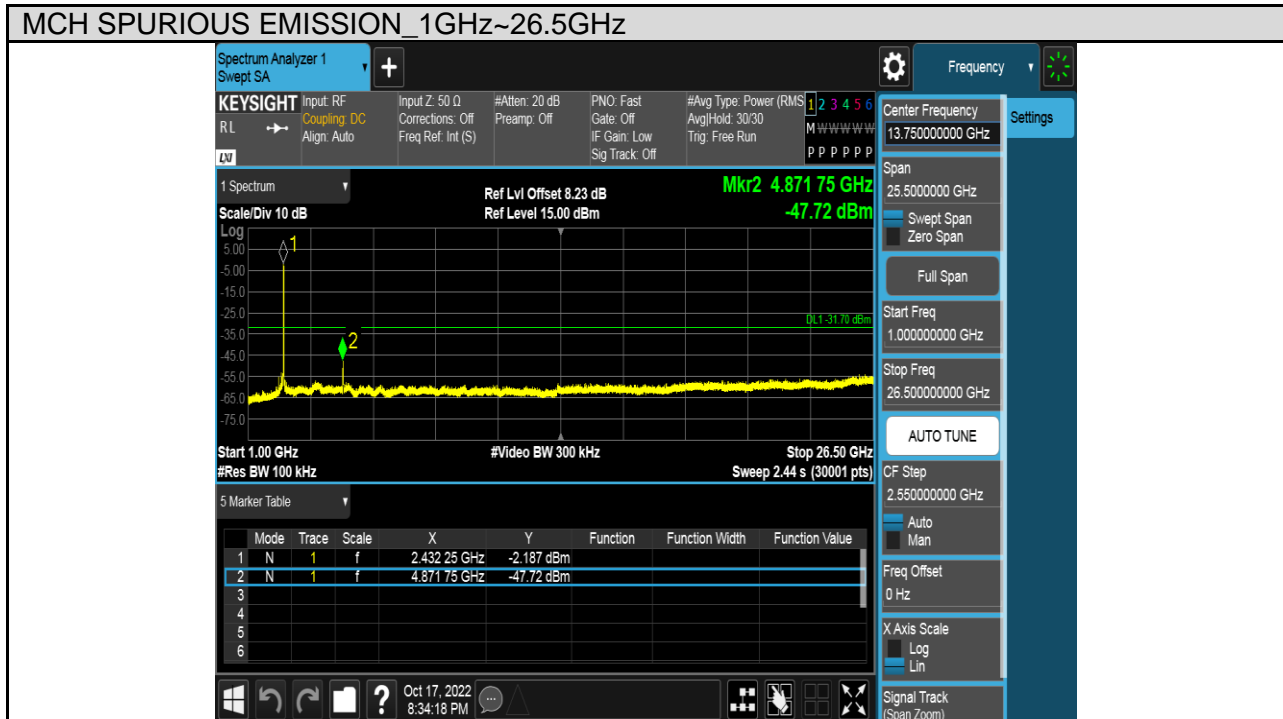 MCH SPURIOUS EMISSION_1GHz~26.5GHz
Spectrum Analyzer 1
Swept SA
+
Frequency
KEYSIGHT
RL
LXI
Input: RF
Coupling: DC
Align: Auto
Input Z: 50 Ω
Corrections: Off
Freq Ref: Int (S)
#Atten: 20 dB
Preamp: Off
PNO: Fast
Gate: Off
IF Gain: Low
Sig Track: Off
#Avg Type: Power (RMS
Avg|Hold: 30/30
Trig: Free Run
1 2 3 4 5 6
M W W W W W
P P P P P P
1 Spectrum
Scale/Div 10 dB
Ref Lvl Offset 8.23 dB
Ref Level 15.00 dBm
Mkr2 4.871 75 GHz
-47.72 dBm
Log
5.00
-5.00
-15.0
-25.0
-35.0
-45.0
-55.0
-65.0
-75.0
1
2
DL1 -31.70 dBm
Start 1.00 GHz
#Res BW 100 kHz
#Video BW 300 kHz
Stop 26.50 GHz
Sweep 2.44 s (30001 pts)
5 Marker Table
Mode Trace Scale X Y Function Function Width Function Value
1 N 1 f 2.432 25 GHz -2.187 dBm
2 N 1 f 4.871 75 GHz -47.72 dBm
3
4
5
6
?
Oct 17, 2022
8:34:18 PM
Center Frequency
13.750000000 GHz
Span
25.5000000 GHz
Swept Span
Zero Span
Full Span
Start Freq
1.000000000 GHz
Stop Freq
26.500000000 GHz
AUTO TUNE
CF Step
2.550000000 GHz
Auto
Man
Freq Offset
0 Hz
X Axis Scale
Log
Lin
Signal Track
(Span Zoom)
Settings